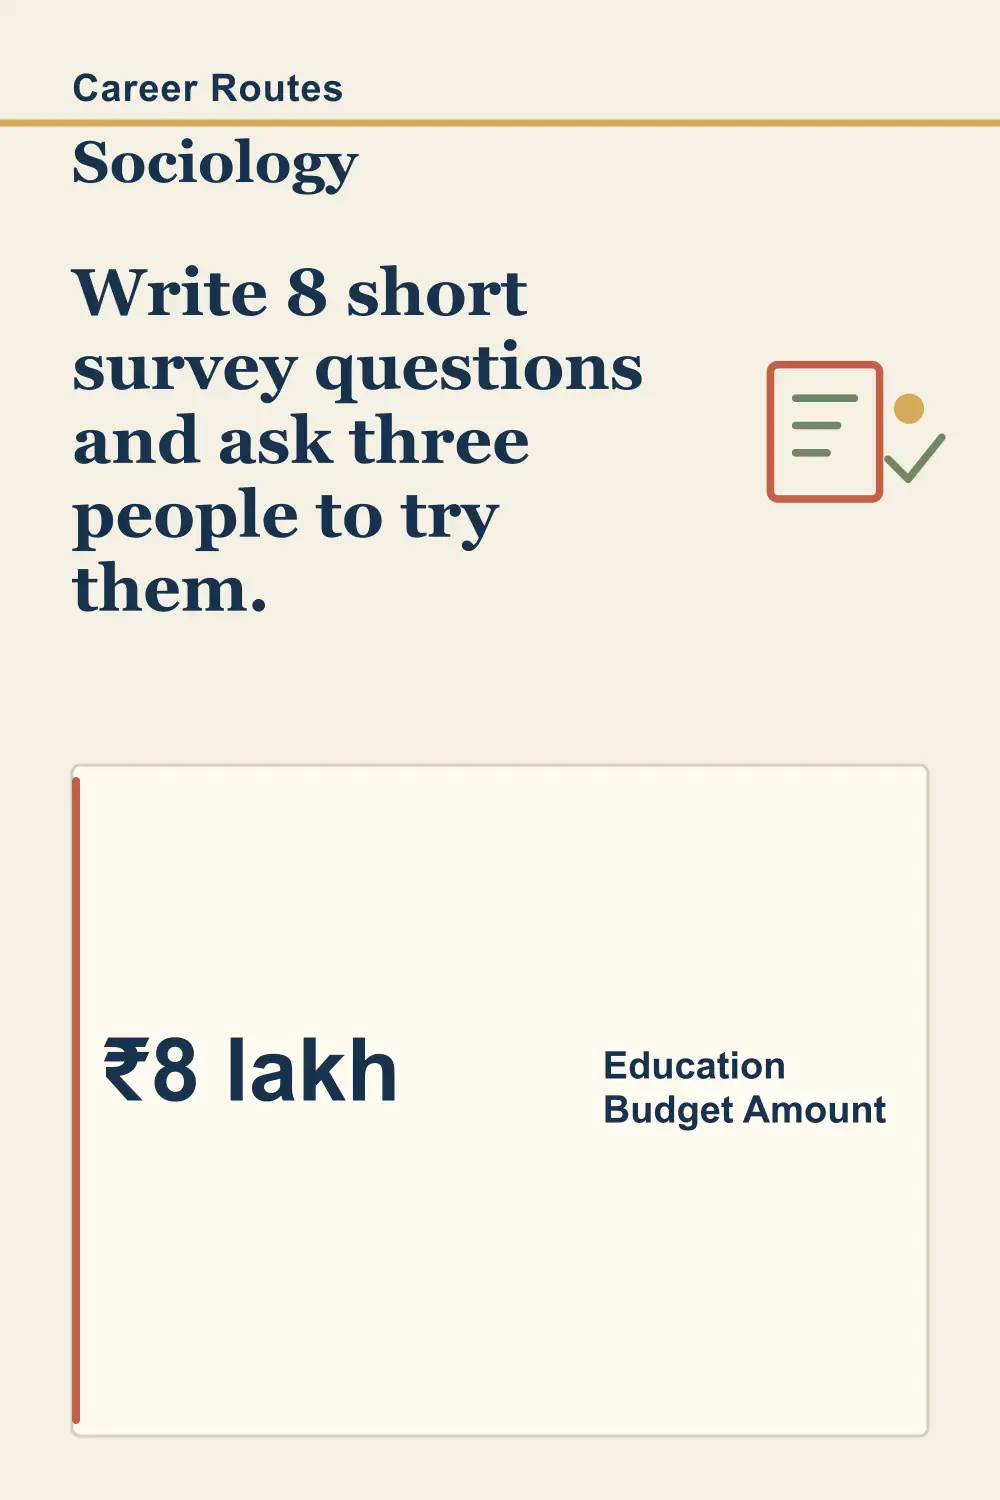 Career Routes
Sociology
Write 8 short
survey questions
and ask three
people to try
them.
₹8 lakh
Education
Budget Amount